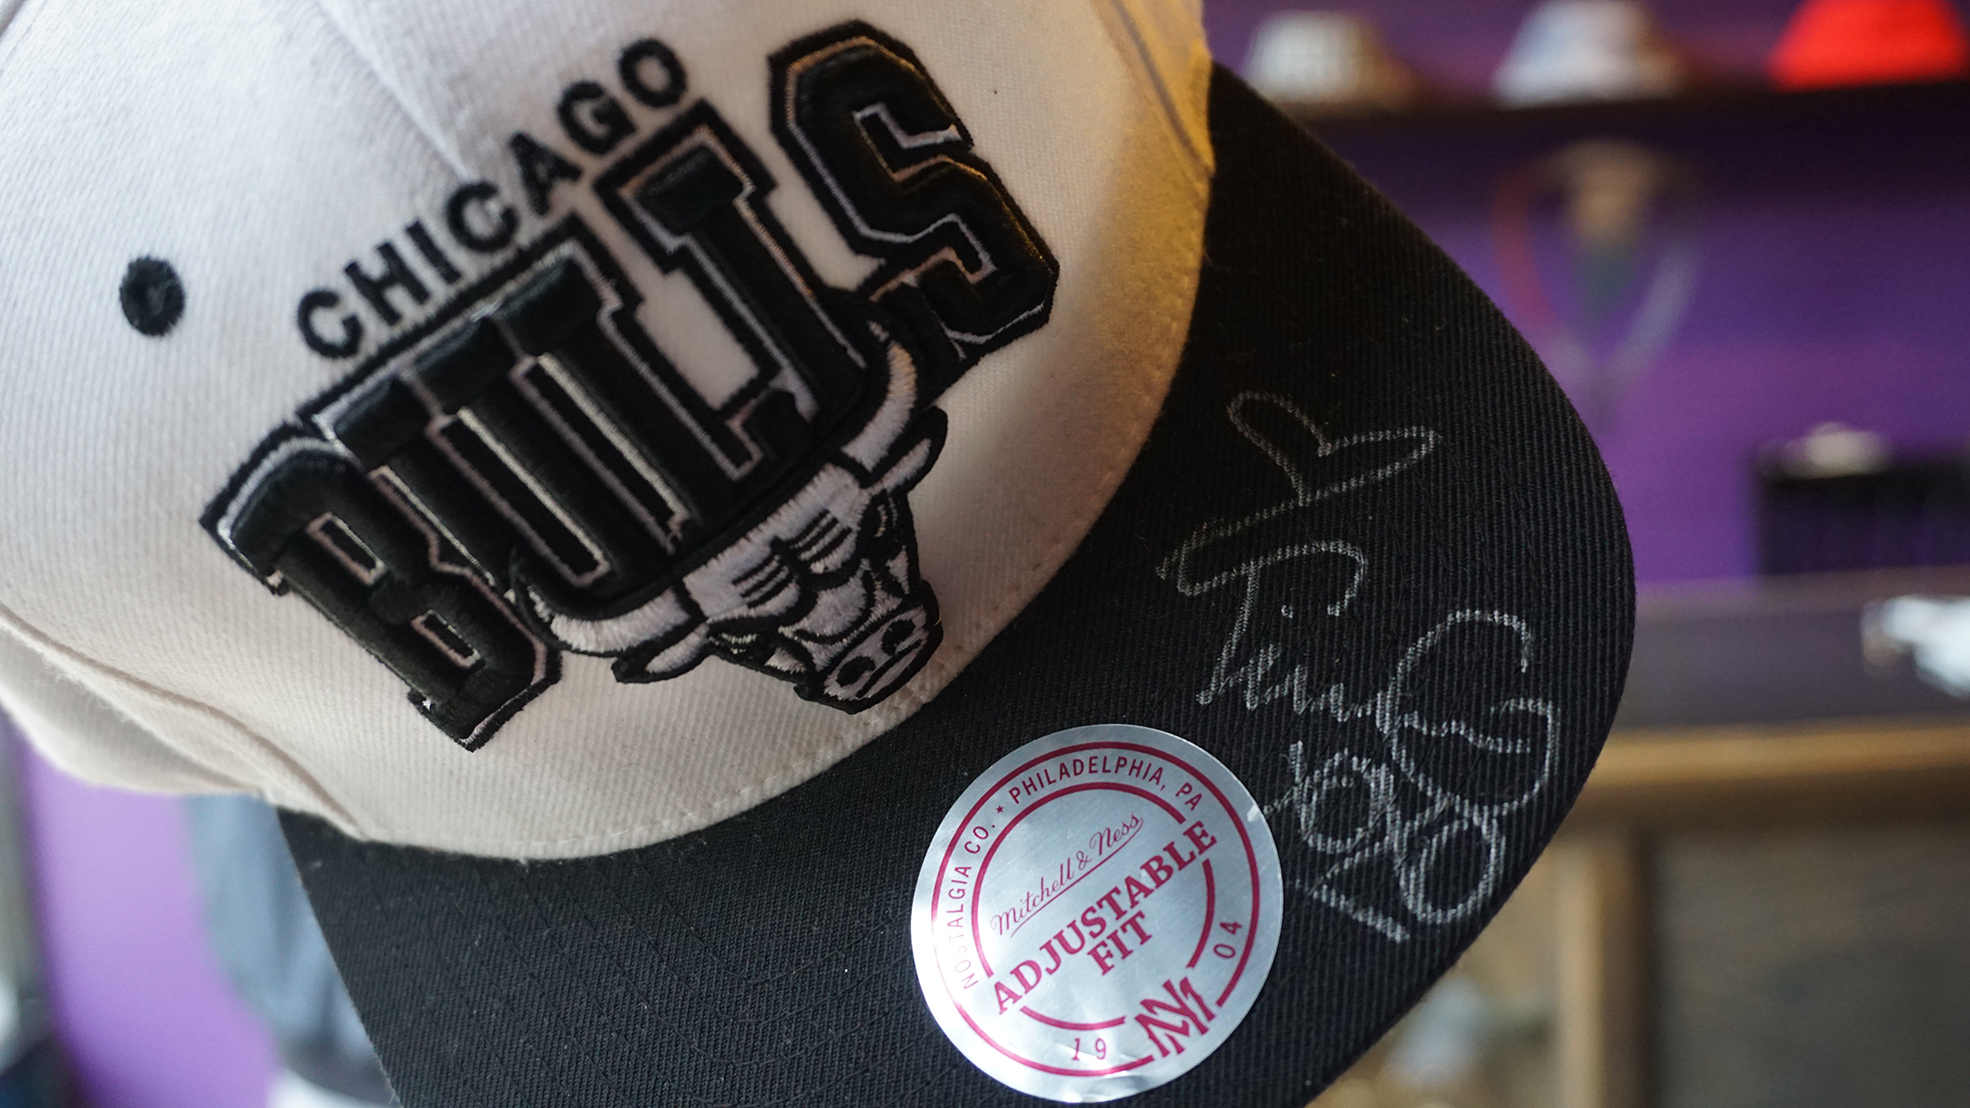 CHICAGO
BULLS
NOSTALGIA CO. ★ PHILADELPHIA, PA
Mitchell & Ness
ADJUSTABLE
FIT
19 04